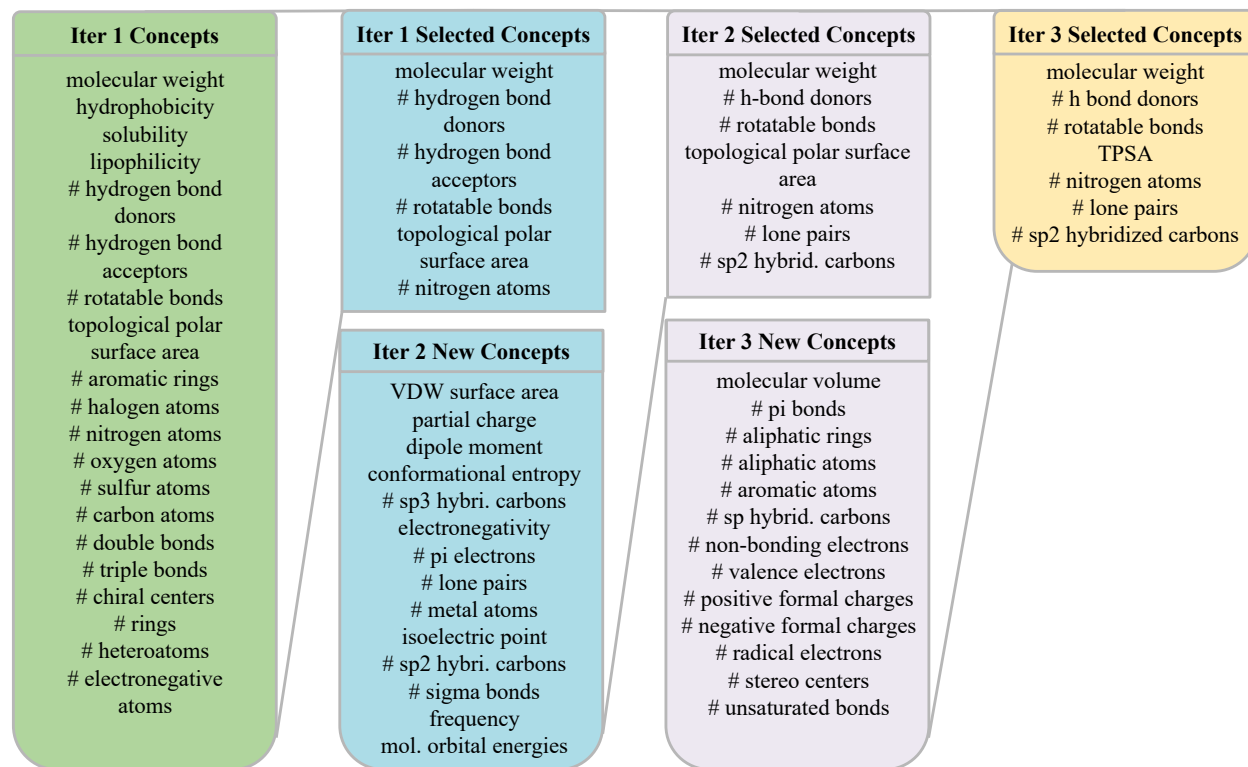 Iter 1 Concepts
molecular weight
hydrophobicity
solubility
lipophilicity
# hydrogen bond
donors
# hydrogen bond
acceptors
# rotatable bonds
topological polar
surface area
# aromatic rings
# halogen atoms
# nitrogen atoms
# oxygen atoms
# sulfur atoms
# carbon atoms
# double bonds
# triple bonds
# chiral centers
# rings
# heteroatoms
# electronegative
atoms
Iter 1 Selected Concepts
molecular weight
# hydrogen bond
donors
# hydrogen bond
acceptors
# rotatable bonds
topological polar
surface area
# nitrogen atoms
Iter 2 New Concepts
VDW surface area
partial charge
dipole moment
conformational entropy
# sp3 hybri. carbons
electronegativity
# pi electrons
# lone pairs
# metal atoms
isoelectric point
# sp2 hybri. carbons
# sigma bonds
frequency
mol. orbital energies
Iter 2 Selected Concepts
molecular weight
# h-bond donors
# rotatable bonds
topological polar surface
area
# nitrogen atoms
# lone pairs
# sp2 hybrid. carbons
Iter 3 New Concepts
molecular volume
# pi bonds
# aliphatic rings
# aliphatic atoms
# aromatic atoms
# sp hybrid. carbons
# non-bonding electrons
# valence electrons
# positive formal charges
# negative formal charges
# radical electrons
# stereo centers
# unsaturated bonds
Iter 3 Selected Concepts
molecular weight
# h bond donors
# rotatable bonds
TPSA
# nitrogen atoms
# lone pairs
# sp2 hybridized carbons